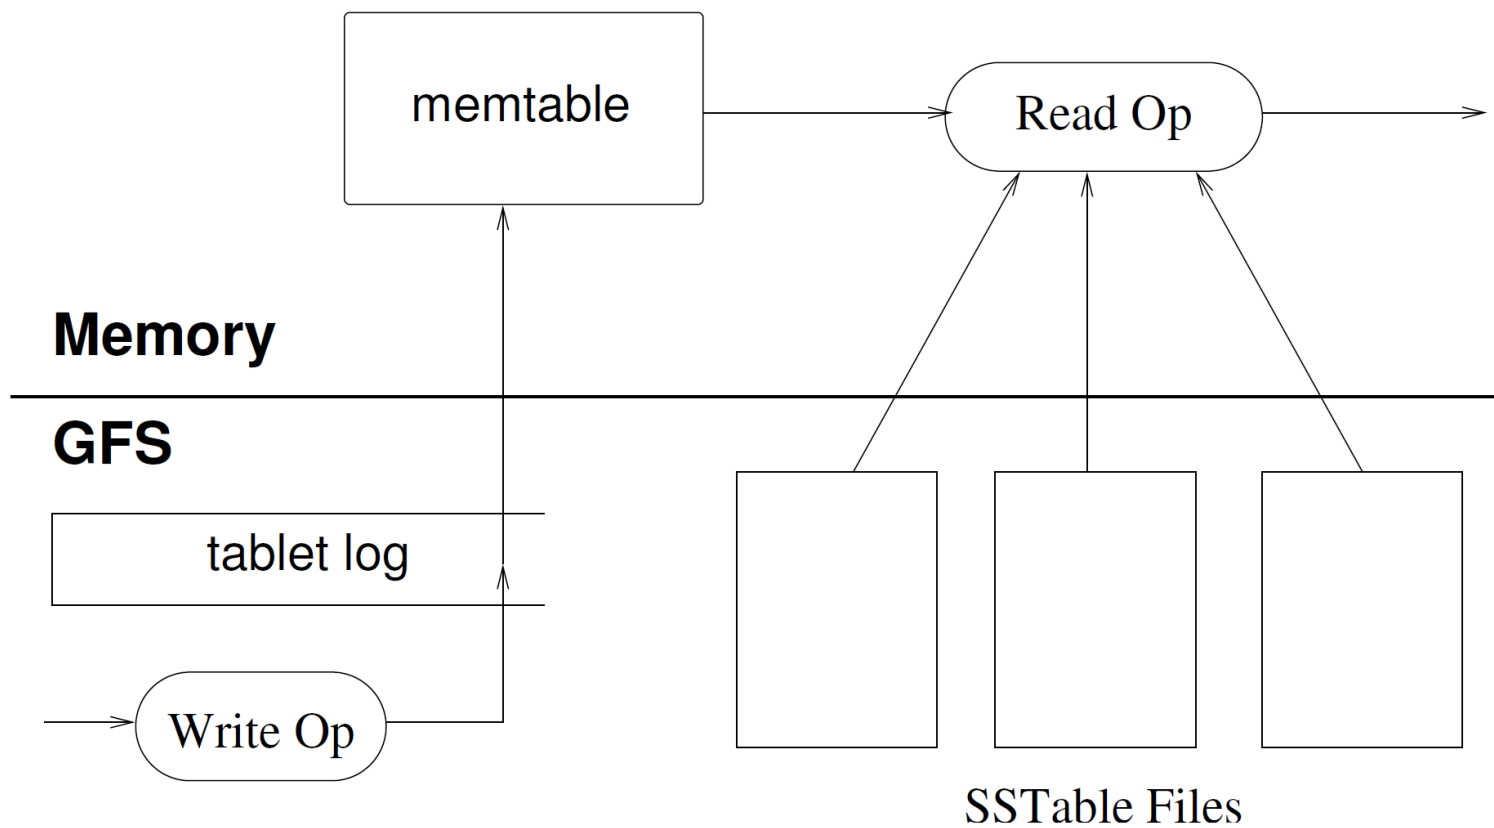 memtable
Read Op
Memory
GFS
tablet log
Write Op
SSTable Files